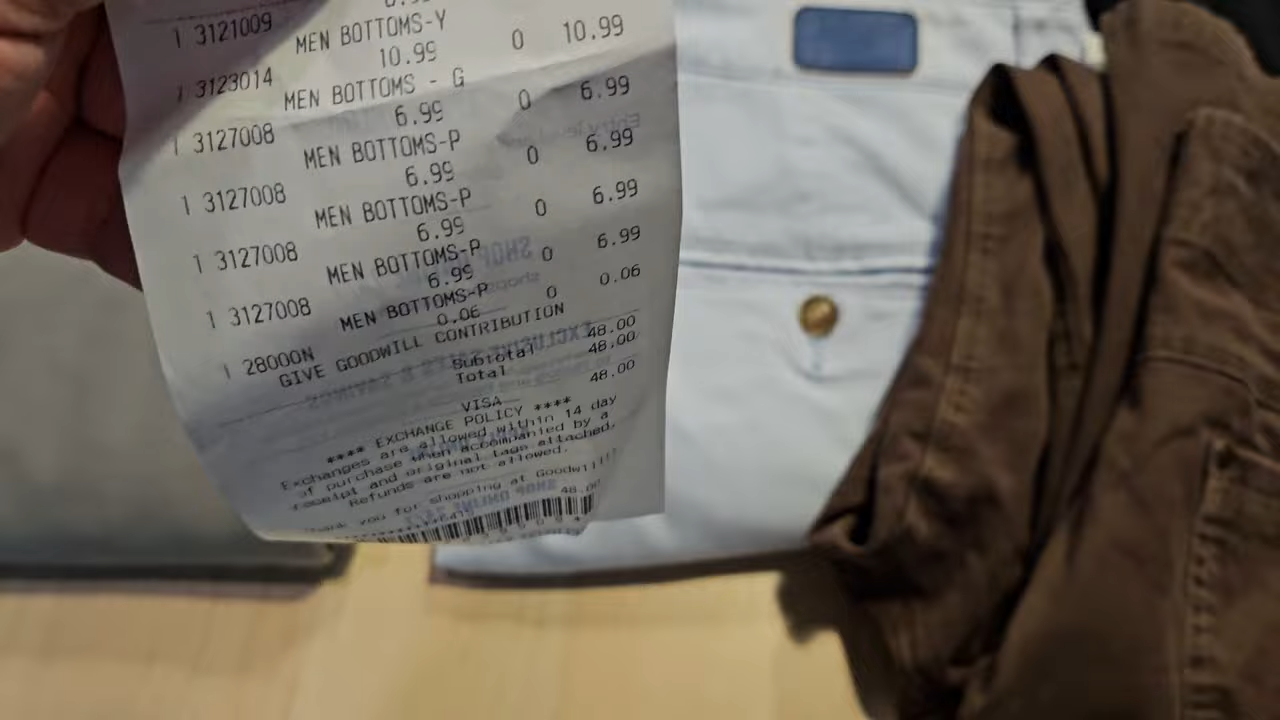 1 3121009 MEN BOTTOMS-Y
10.99 0 10.99
1 3123014 MEN BOTTOMS - G
6.99 0 6.99
1 3127008 MEN BOTTOMS-P
6.99 0 6.99
1 3127008 MEN BOTTOMS-P
6.99 0 6.99
1 3127008 MEN BOTTOMS-P
6.99 0 6.99
1 3127008 MEN BOTTOMS-P
0.06 0 0.06
1 28000N GIVE GOODWILL CONTRIBUTION
Subtotal 48.00
Total 48.00
VISA 48.00
**** EXCHANGE POLICY ****
Exchanges are allowed within 14 day
of purchase when accompanied by a
receipt and original tags attached.
Refunds are not allowed.
you for shopping at Goodwill!